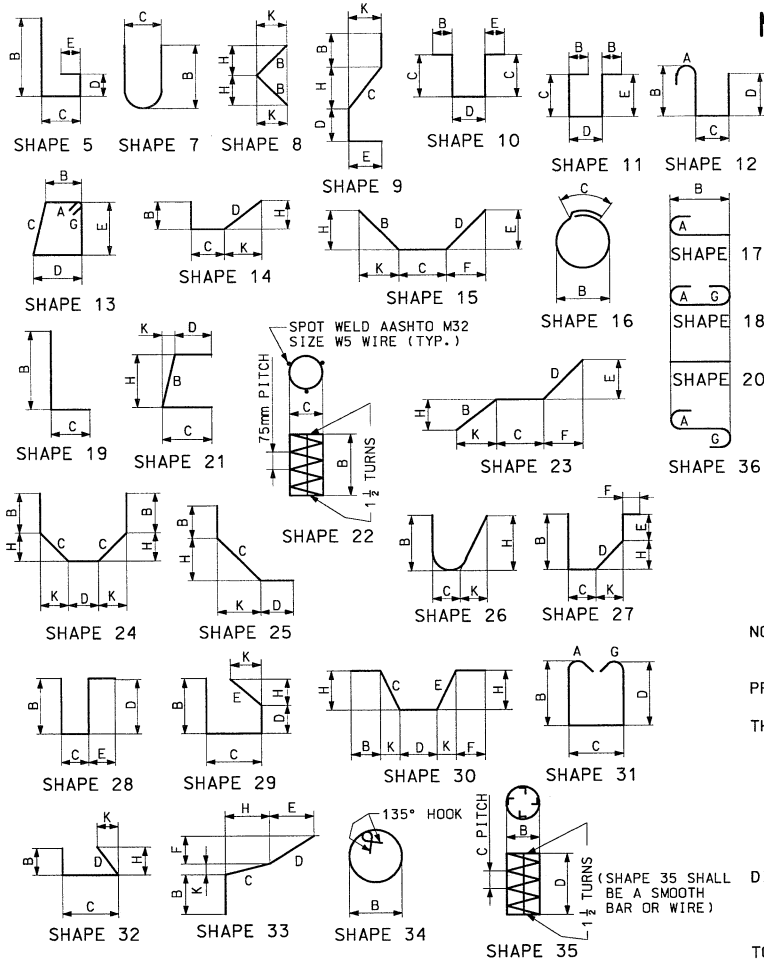 B
E
D
C
SHAPE 5
C
B
SHAPE 7
K
H
H
B
B
K
SHAPE 8
K
B
H
C
D
E
SHAPE 9
B
E
C
C
D
SHAPE 10
B
B
C
E
D
SHAPE 11
A
B
D
C
SHAPE 12
B
C
A
G
E
D
SHAPE 13
B
D
H
C
K
SHAPE 14
H
B
D
E
K
C
F
SHAPE 15
C
B
SHAPE 16
B
A
SHAPE 17
A
G
SHAPE 18
SHAPE 20
A
G
SHAPE 36
B
C
SHAPE 19
K
D
H
B
C
SHAPE 21
SPOT WELD AASHTO M32
SIZE W5 WIRE (TYP.)
75mm PITCH
C
B
1 1/2 TURNS
SHAPE 22
D
E
H
B
K
C
F
SHAPE 23
B
H
C
C
B
H
K
D
K
SHAPE 24
B
H
C
K
D
SHAPE 25
B
H
C
K
SHAPE 26
F
B
E
D
H
C
K
SHAPE 27
B
D
C
E
SHAPE 28
K
B
E
H
D
C
SHAPE 29
H
C
E
H
B
K
D
K
F
SHAPE 30
A
G
B
D
C
SHAPE 31
K
B
D
H
C
SHAPE 32
H
E
F
K
C
D
B
SHAPE 33
135° HOOK
B
SHAPE 34
C PITCH
B
D
1 1/2 TURNS
(SHAPE 35 SHALL
BE A SMOOTH
BAR OR WIRE)
SHAPE 35
NO
PF
TH
D
TO